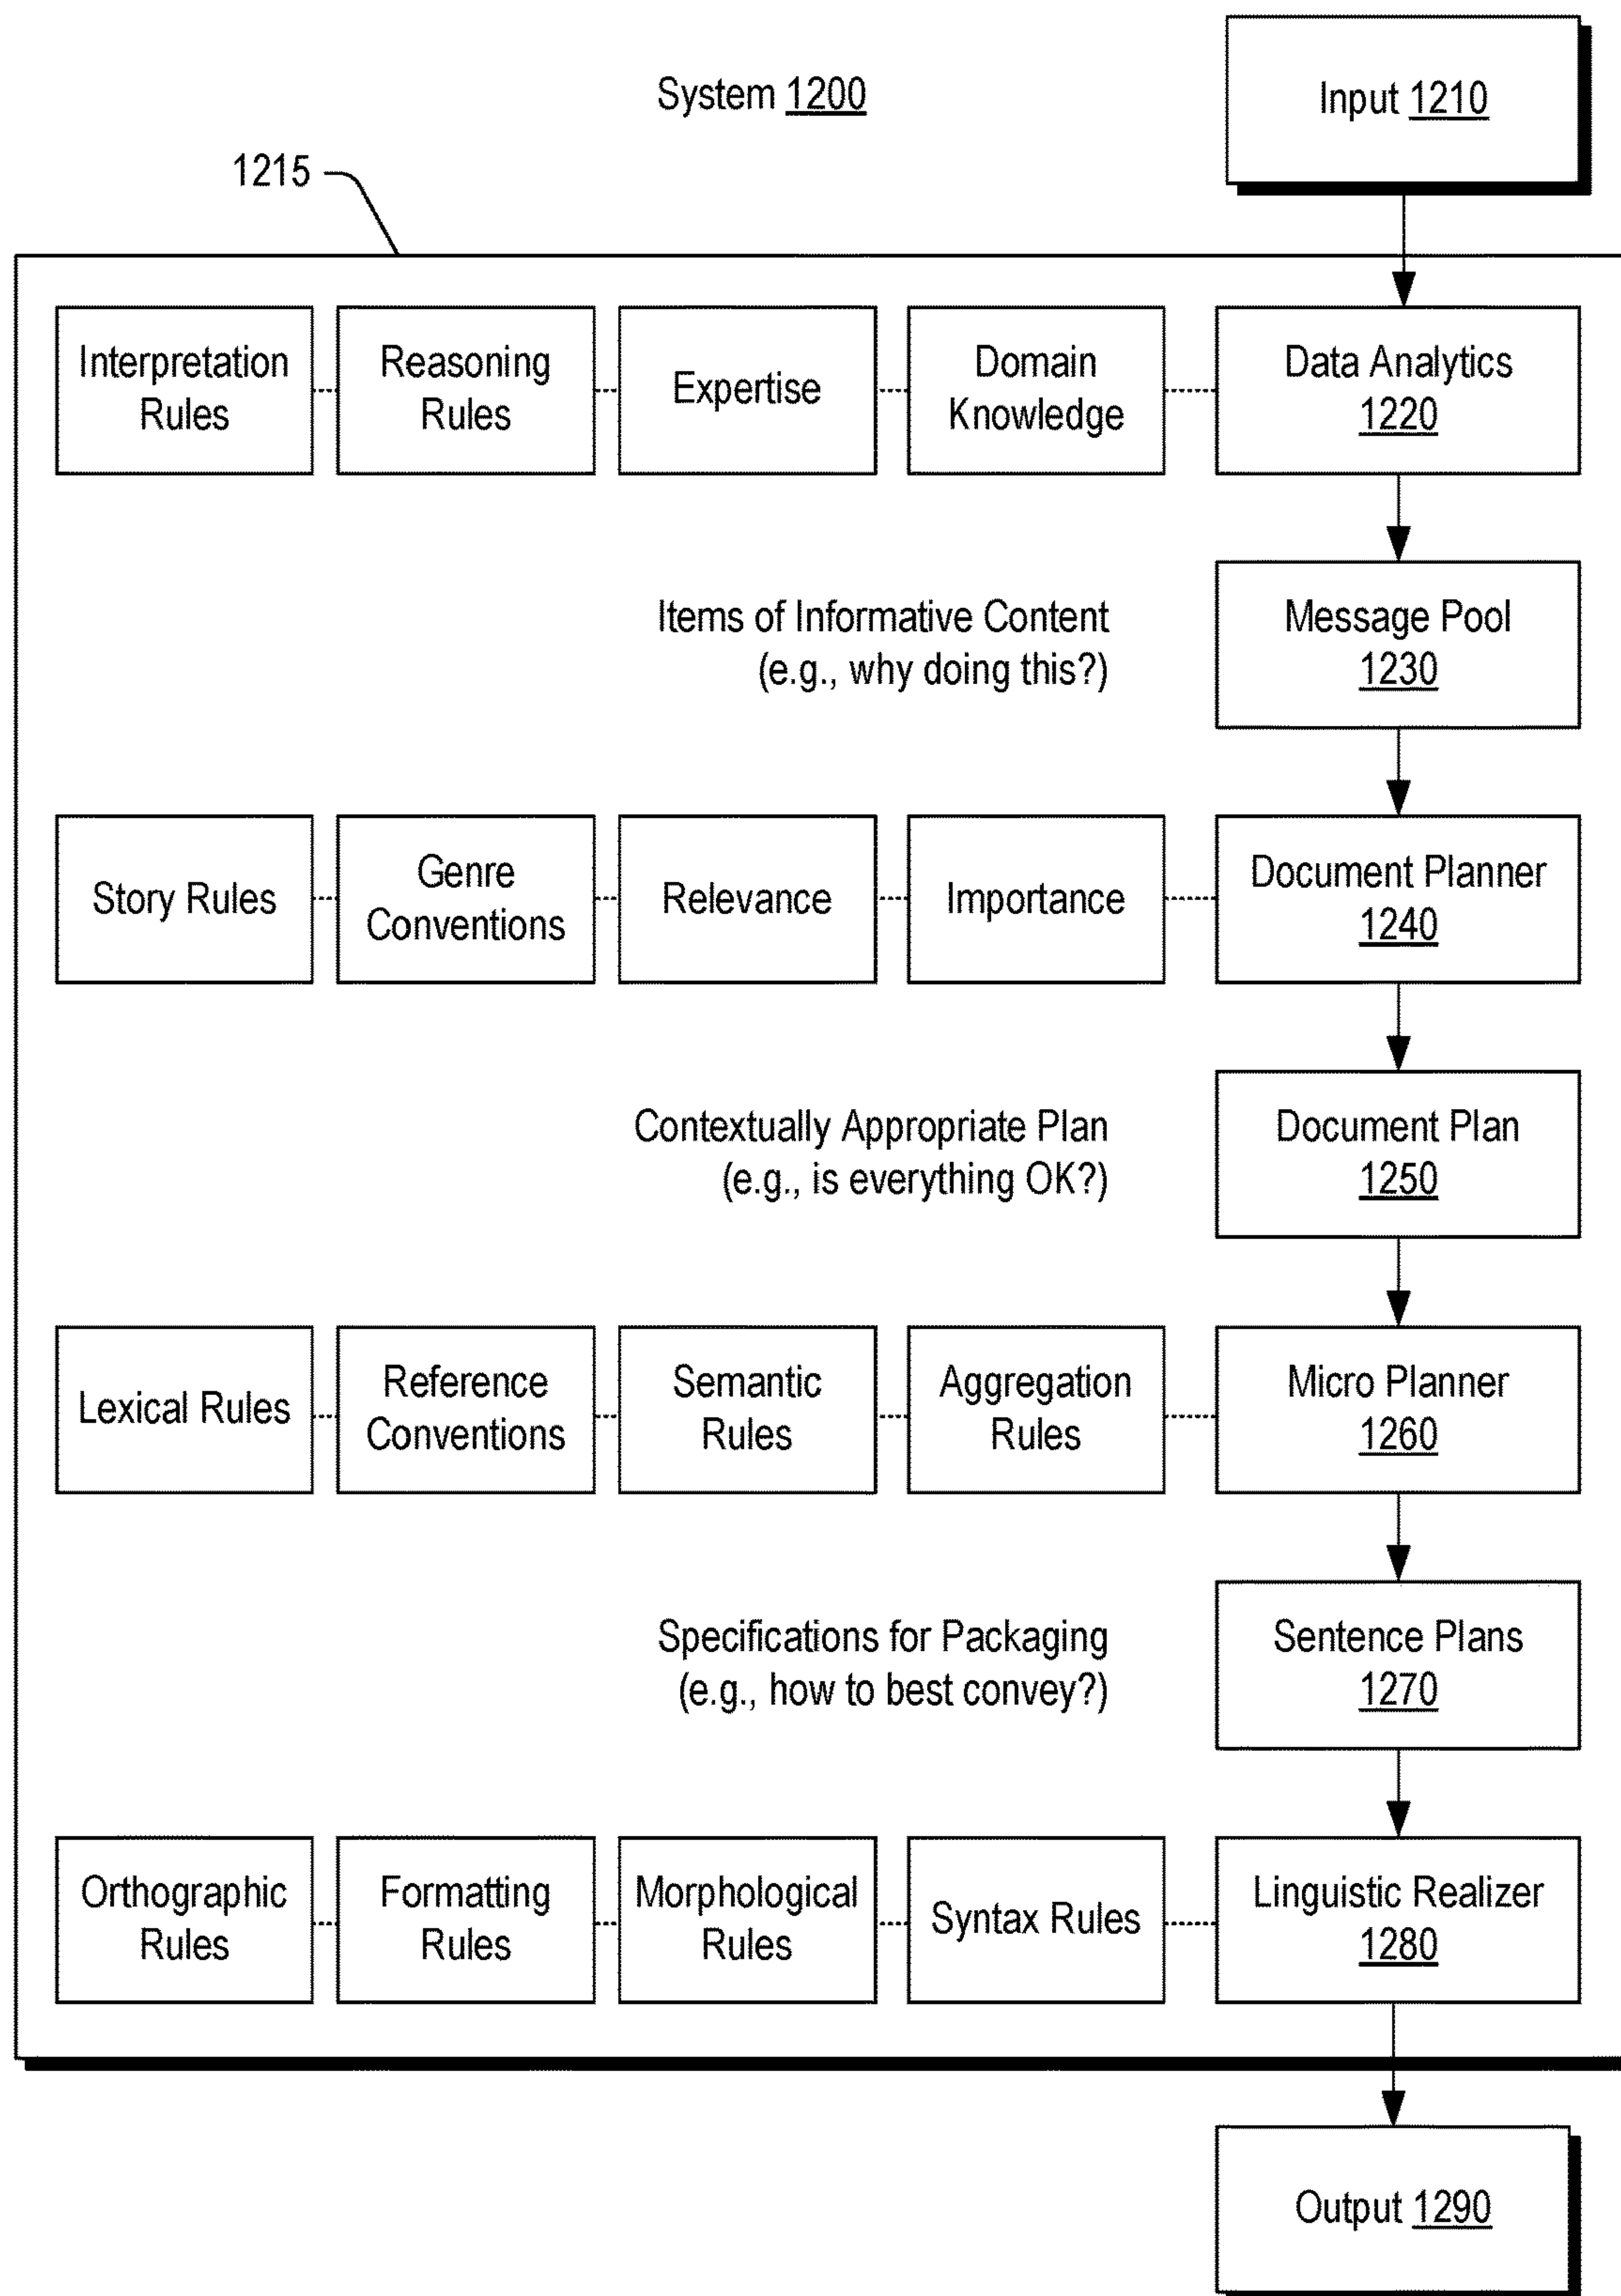 System 1200
Input 1210
1215
Interpretation
Rules
Reasoning
Rules
Expertise
Domain
Knowledge
Data Analytics
1220
Items of Informative Content
(e.g., why doing this?)
Message Pool
1230
Story Rules
Genre
Conventions
Relevance
Importance
Document Planner
1240
Contextually Appropriate Plan
(e.g., is everything OK?)
Document Plan
1250
Lexical Rules
Reference
Conventions
Semantic
Rules
Aggregation
Rules
Micro Planner
1260
Specifications for Packaging
(e.g., how to best convey?)
Sentence Plans
1270
Orthographic
Rules
Formatting
Rules
Morphological
Rules
Syntax Rules
Linguistic Realizer
1280
Output 1290